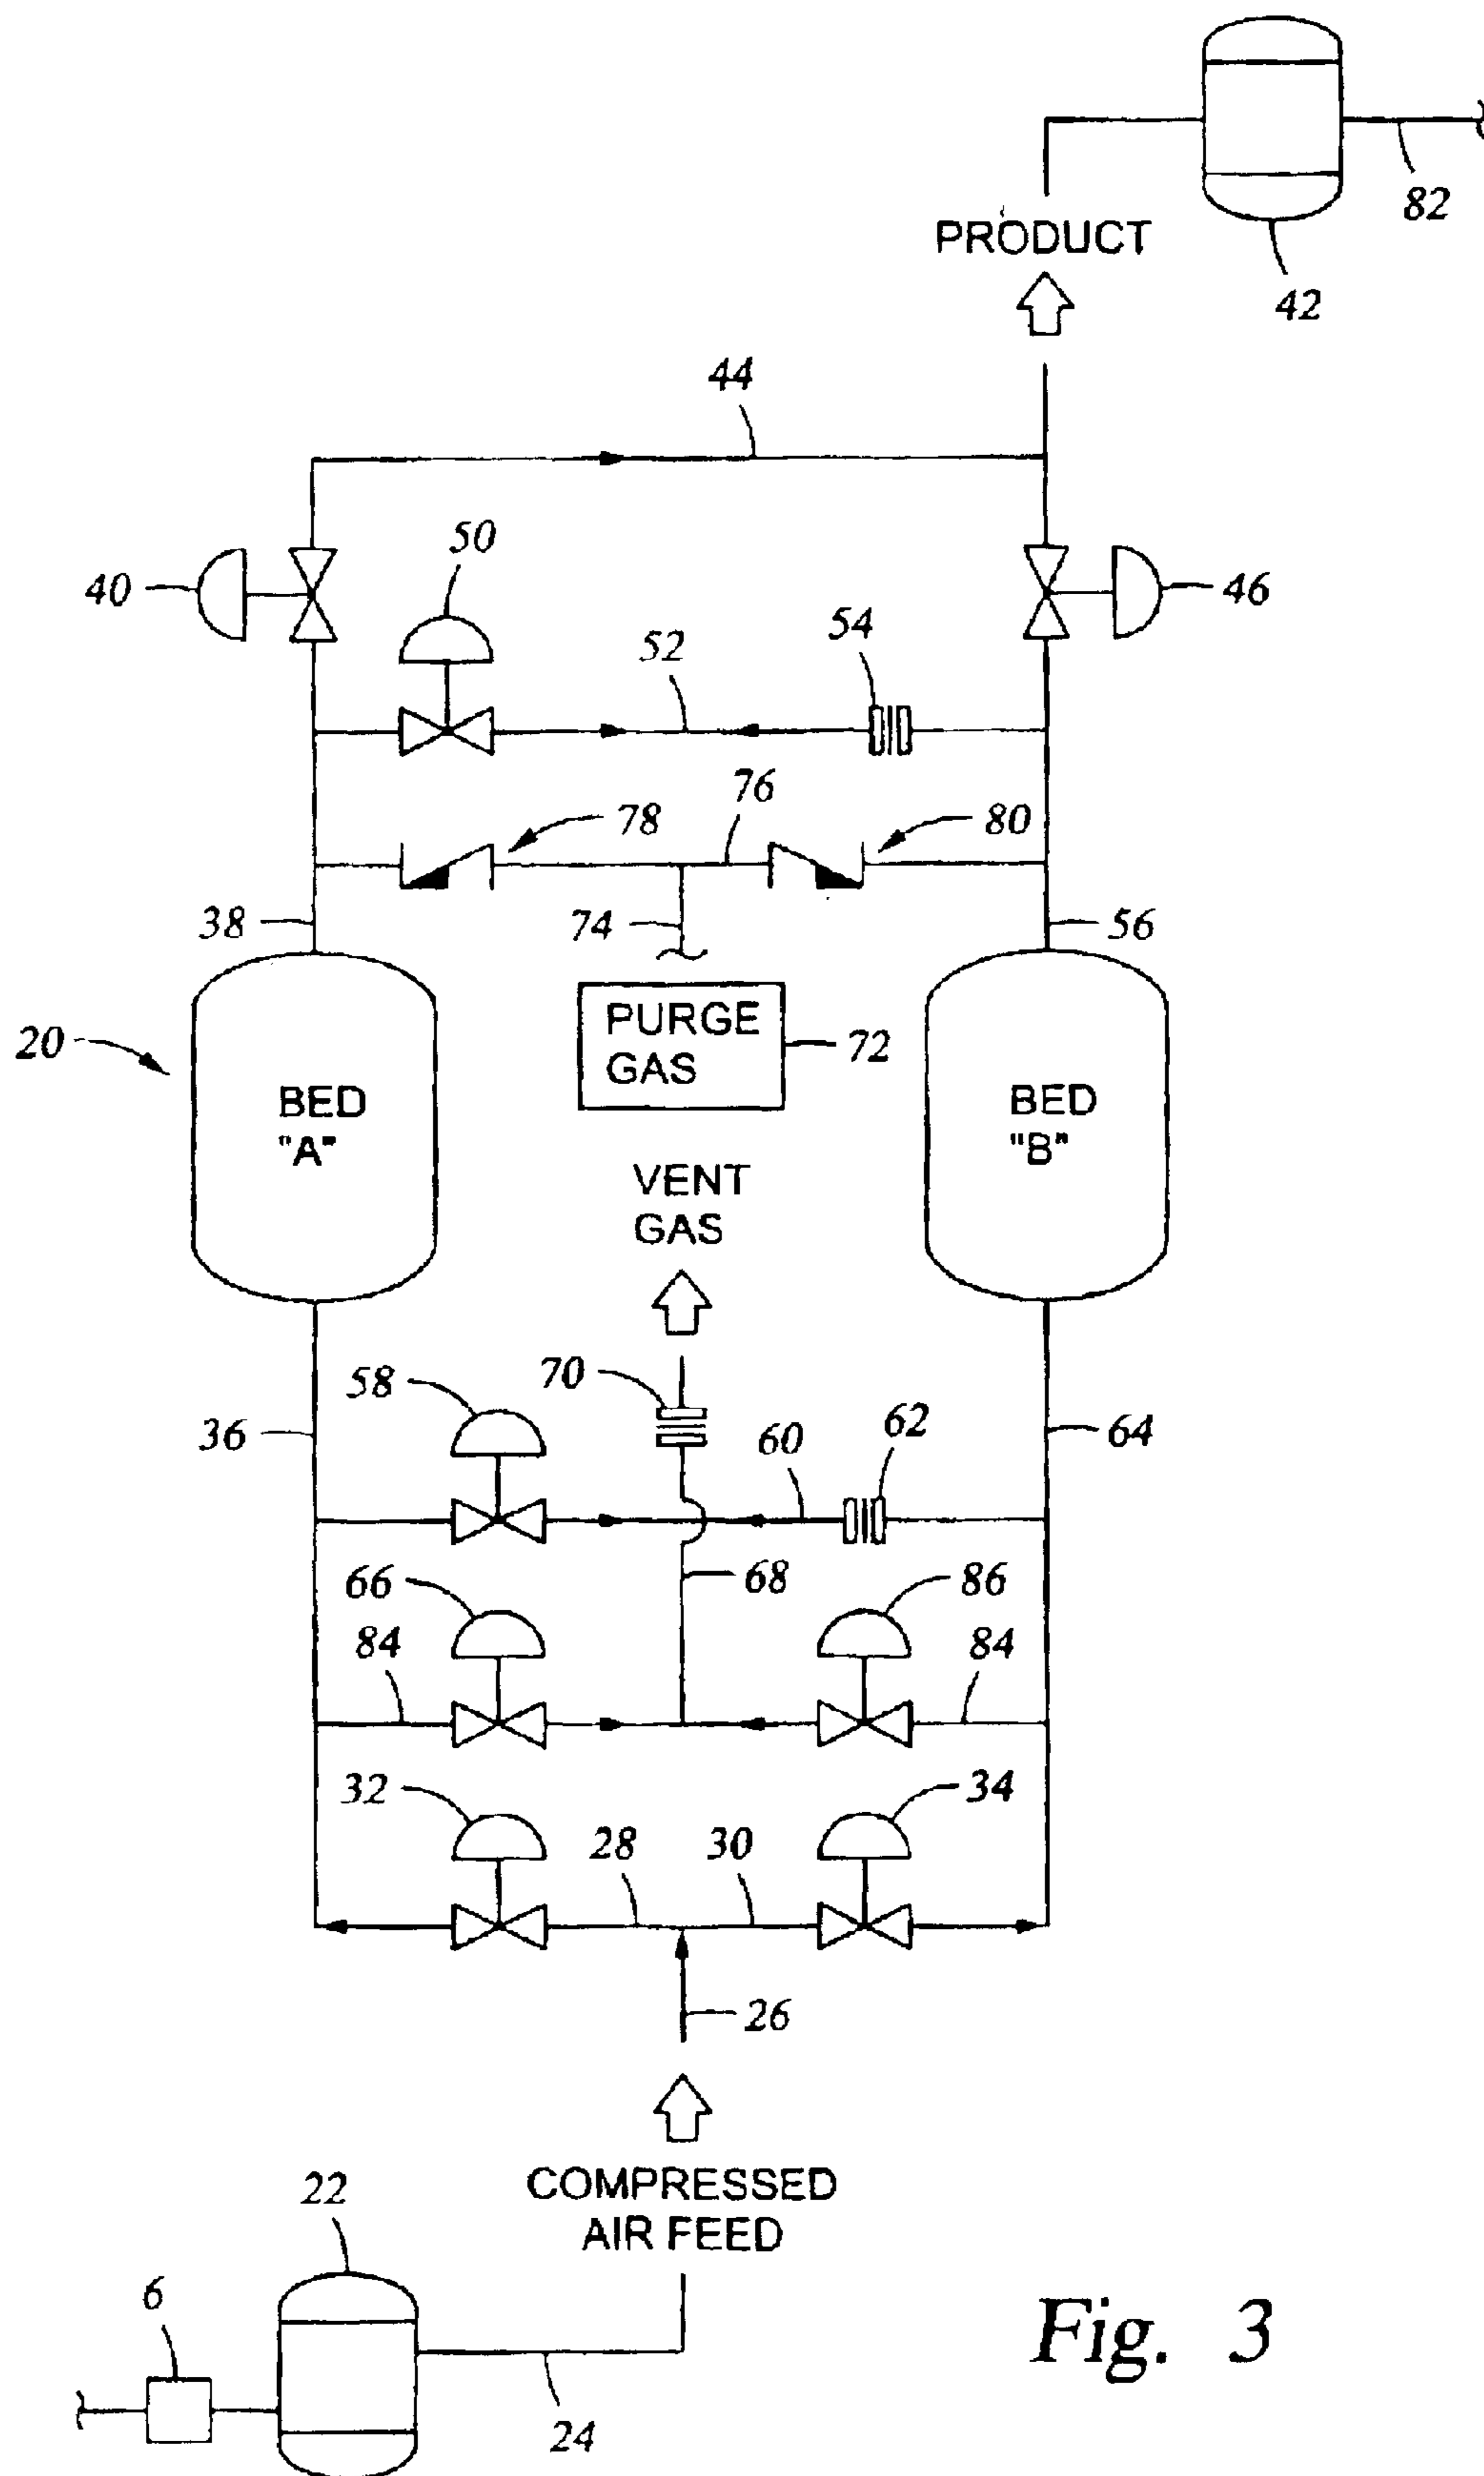 82
PRODUCT
42
44
50
40
46
54
52
76
78
80
38
74
56
PURGE
GAS
72
20
BED
"A"
BED
"B"
VENT
GAS
58
70
62
36
60
64
66
68
86
84
84
32
34
28
30
26
COMPRESSED
AIR FEED
22
6
24
Fig. 3